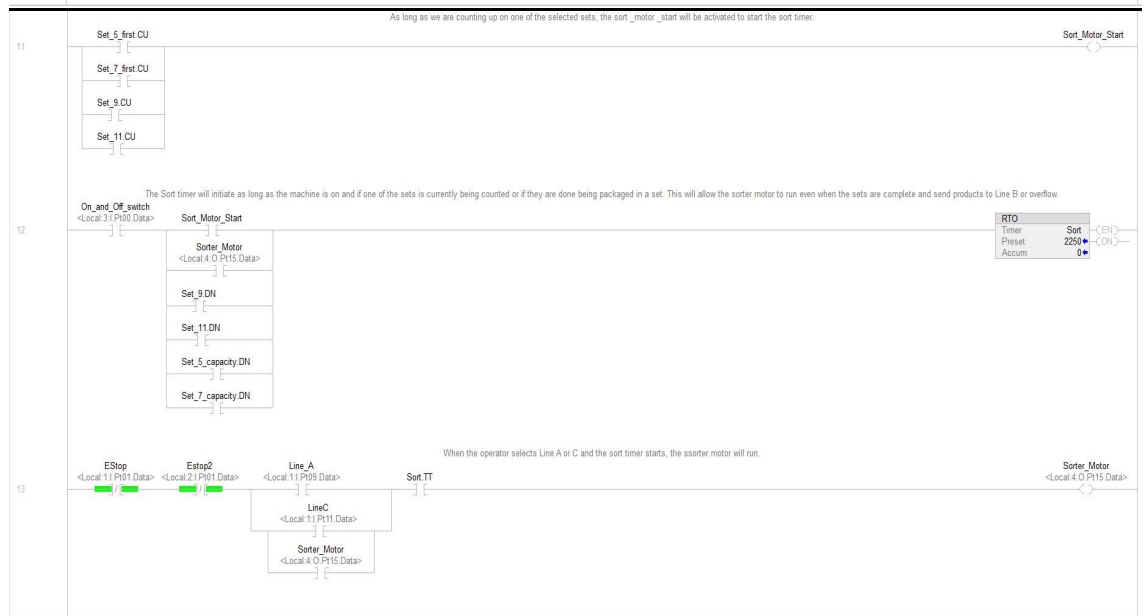 As long as we are counting up on one of the selected sets, the sort _motor _start will be activated to start the sort timer.
Set_5_first.CU
Sort_Motor_Start
11
Set_7_first.CU
Set_9.CU
Set_11.CU
The Sort timer will initiate as long as the machine is on and if one of the sets is currently being counted or if they are done being packaged in a set. This will allow the sorter motor to run even when the sets are complete and send products to Line B or overflow.
On_and_Off_switch
<Local:3:I.Pt00.Data>
Sort_Motor_Start
12
RTO
Timer Sort
Preset 2250
Accum 0
EN
DN
Sorter_Motor
<Local:4:O.Pt15.Data>
Set_9.DN
Set_11.DN
Set_5_capacity.DN
Set_7_capacity.DN
When the operator selects Line A or C and the sort timer starts, the ssorter motor will run.
EStop
<Local:1:I.Pt01.Data>
Estop2
<Local:2:I.Pt01.Data>
Line_A
<Local:1:I.Pt09.Data>
Sort.TT
Sorter_Motor
<Local:4:O.Pt15.Data>
13
LineC
<Local:1:I.Pt11.Data>
Sorter_Motor
<Local:4:O.Pt15.Data>